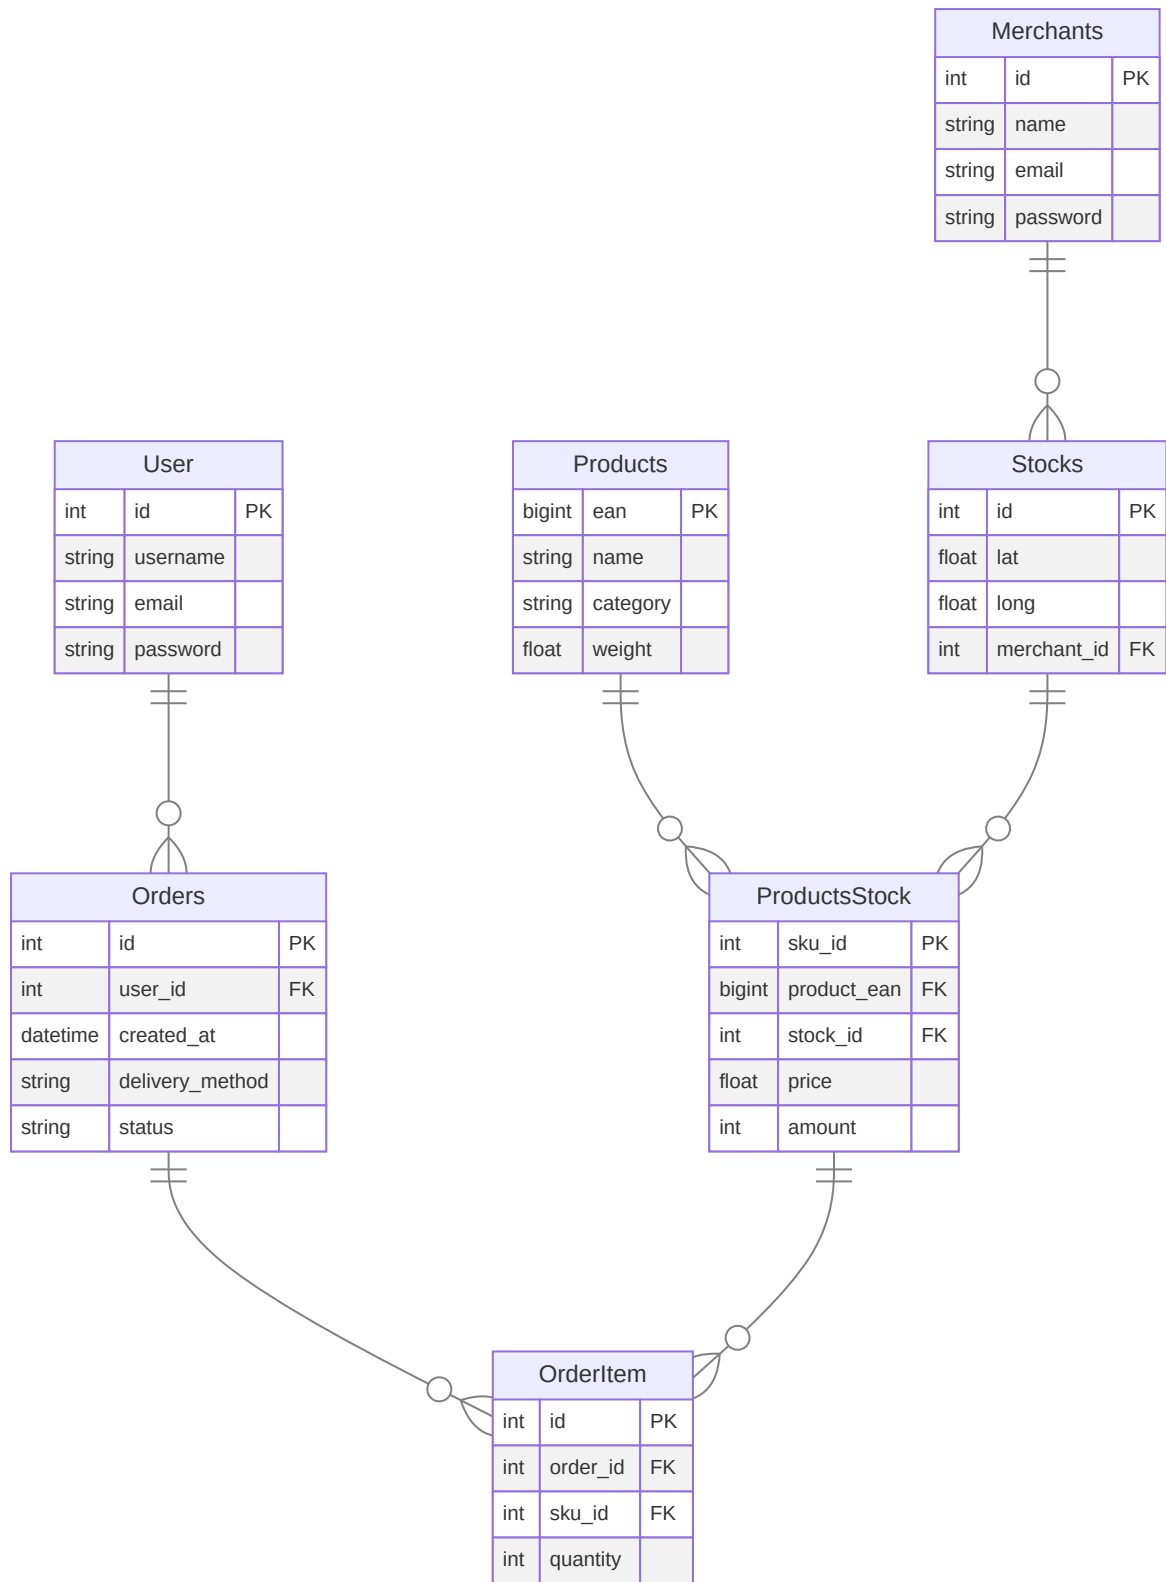 Merchants
int id PK
string name
string email
string password
User
int id PK
string username
string email
string password
Products
bigint ean PK
string name
string category
float weight
Stocks
int id PK
float lat
float long
int merchant_id FK
Orders
int id PK
int user_id FK
datetime created_at
string delivery_method
string status
ProductsStock
int sku_id PK
bigint product_ean FK
int stock_id FK
float price
int amount
OrderItem
int id PK
int order_id FK
int sku_id FK
int quantity